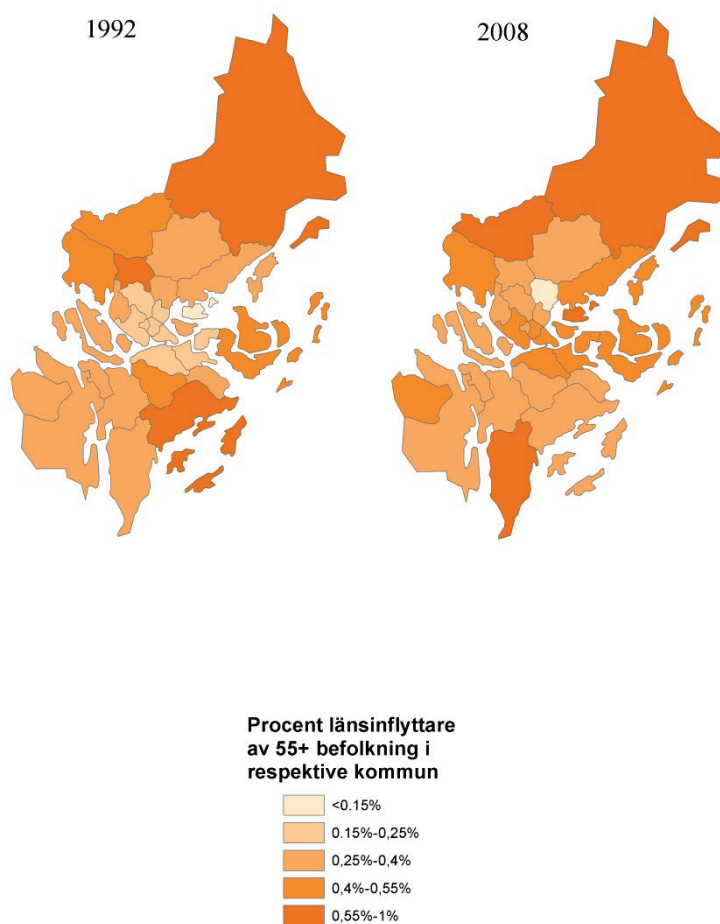 1992
2008
Procent länsinflyttare
av 55+ befolkning i
respektive kommun
<0.15%
0.15%-0,25%
0,25%-0,4%
0,4%-0,55%
0,55%-1%